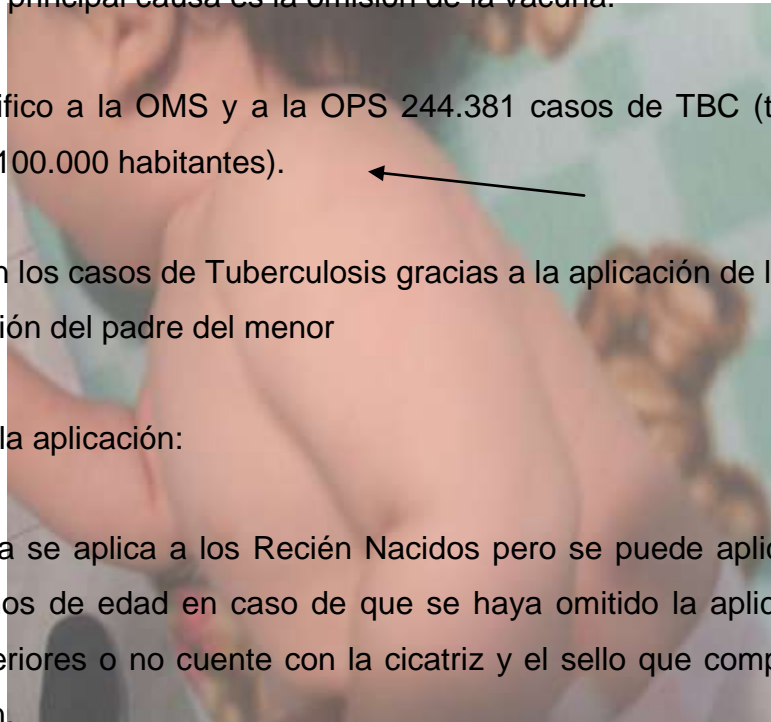 principal causa es la omisión de la vacuna.
ifico a la OMS y a la OPS 244.381 casos de TBC (t
100.000 habitantes).
n los casos de Tuberculosis gracias a la aplicación de l
ión del padre del menor
la aplicación:
a se aplica a los Recién Nacidos pero se puede aplic
os de edad en caso de que se haya omitido la aplic
eriores o no cuente con la cicatriz y el sello que comp
n.